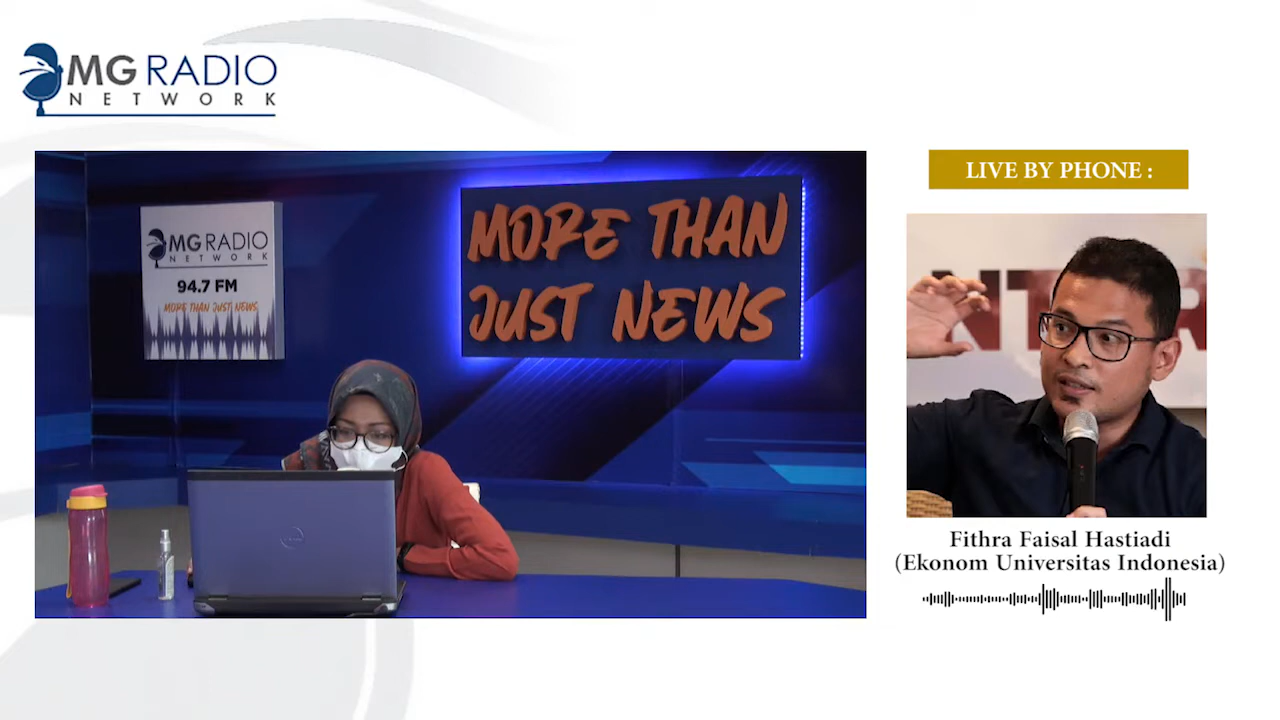 MG RADIO
NETWORK
MG RADIO
NETWORK
94.7 FM
MORE THAN JUST NEWS
MORE THAN
JUST NEWS
LIVE BY PHONE :
NT R
Fithra Faisal Hastiadi
(Ekonom Universitas Indonesia)